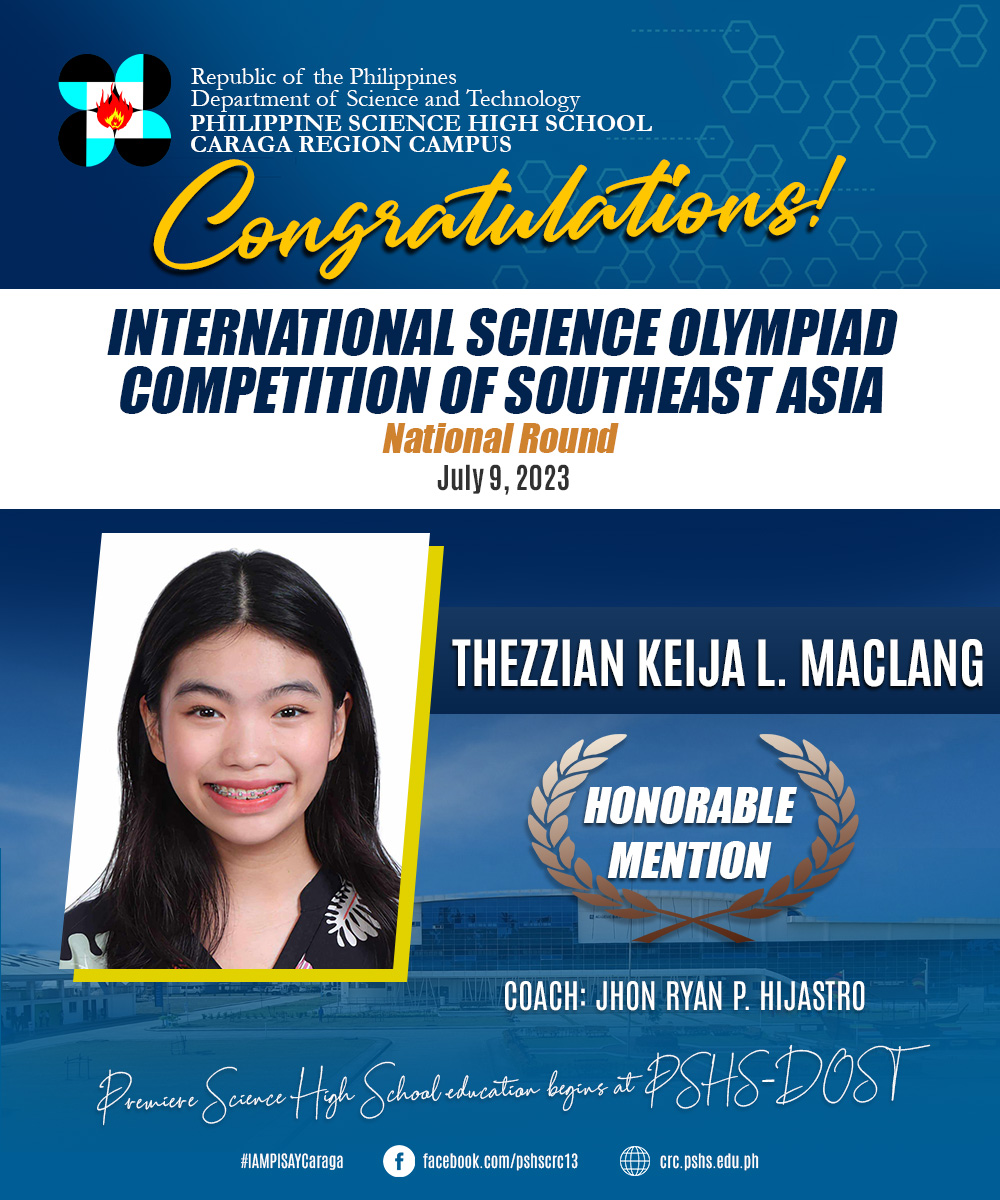 Republic of the Philippines
Department of Science and Technology
PHILIPPINE SCIENCE HIGH SCHOOL
CARAGA REGION CAMPUS
Congratulations!
INTERNATIONAL SCIENCE OLYMPIAD
COMPETITION OF SOUTHEAST ASIA
National Round
July 9, 2023
THEZZIAN KEIJA L. MACLANG
HONORABLE
MENTION
COACH: JHON RYAN P. HIJASTRO
Premiere Science High School education begins at PSHS-DOST
#IAMPISAYCaraga
facebook.com/pshscrc13
crc.pshs.edu.ph